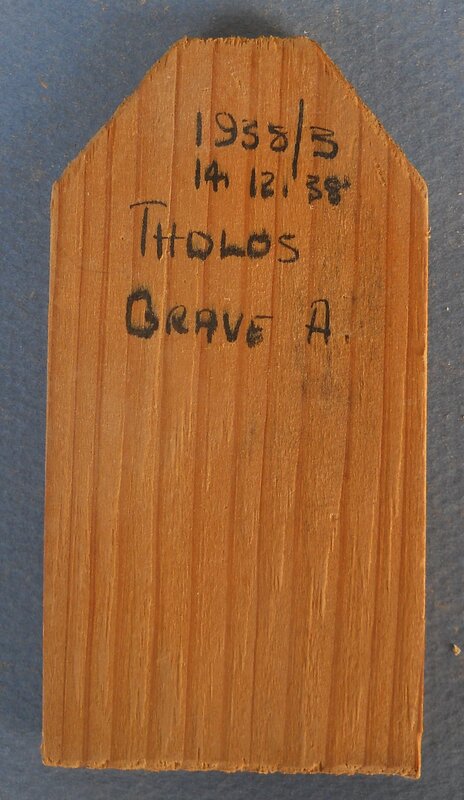 1938/3
14. 12. 38
THOLOS
GRAVE A.